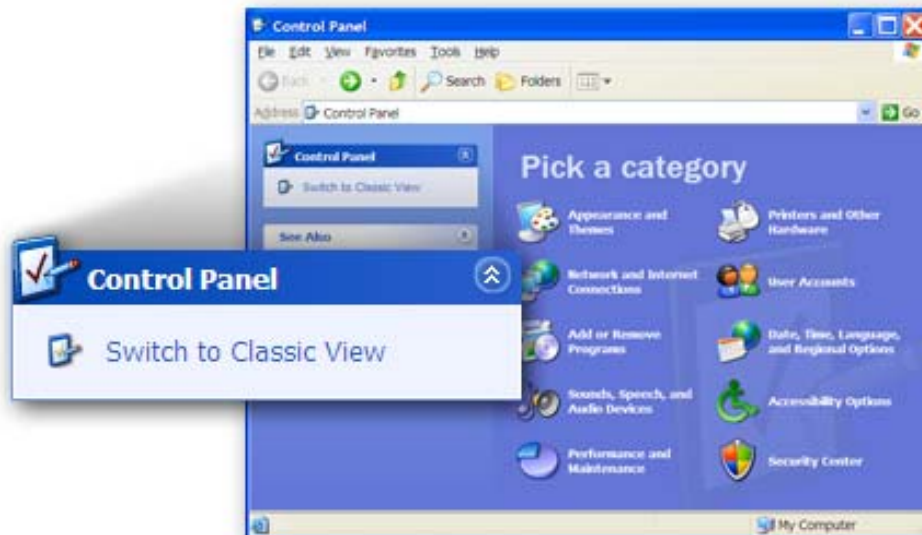 Control Panel
File Edit View Favorites Tools Help
Back Search Folders
Address Control Panel Go
Control Panel
Switch to Classic View
See Also
Pick a category
Appearance and
Themes
Printers and Other
Hardware
Network and Internet
Connections
User Accounts
Add or Remove
Programs
Date, Time, Language,
and Regional Options
Sounds, Speech, and
Audio Devices
Accessibility Options
Performance and
Maintenance
Security Center
Control Panel
Switch to Classic View
My Computer